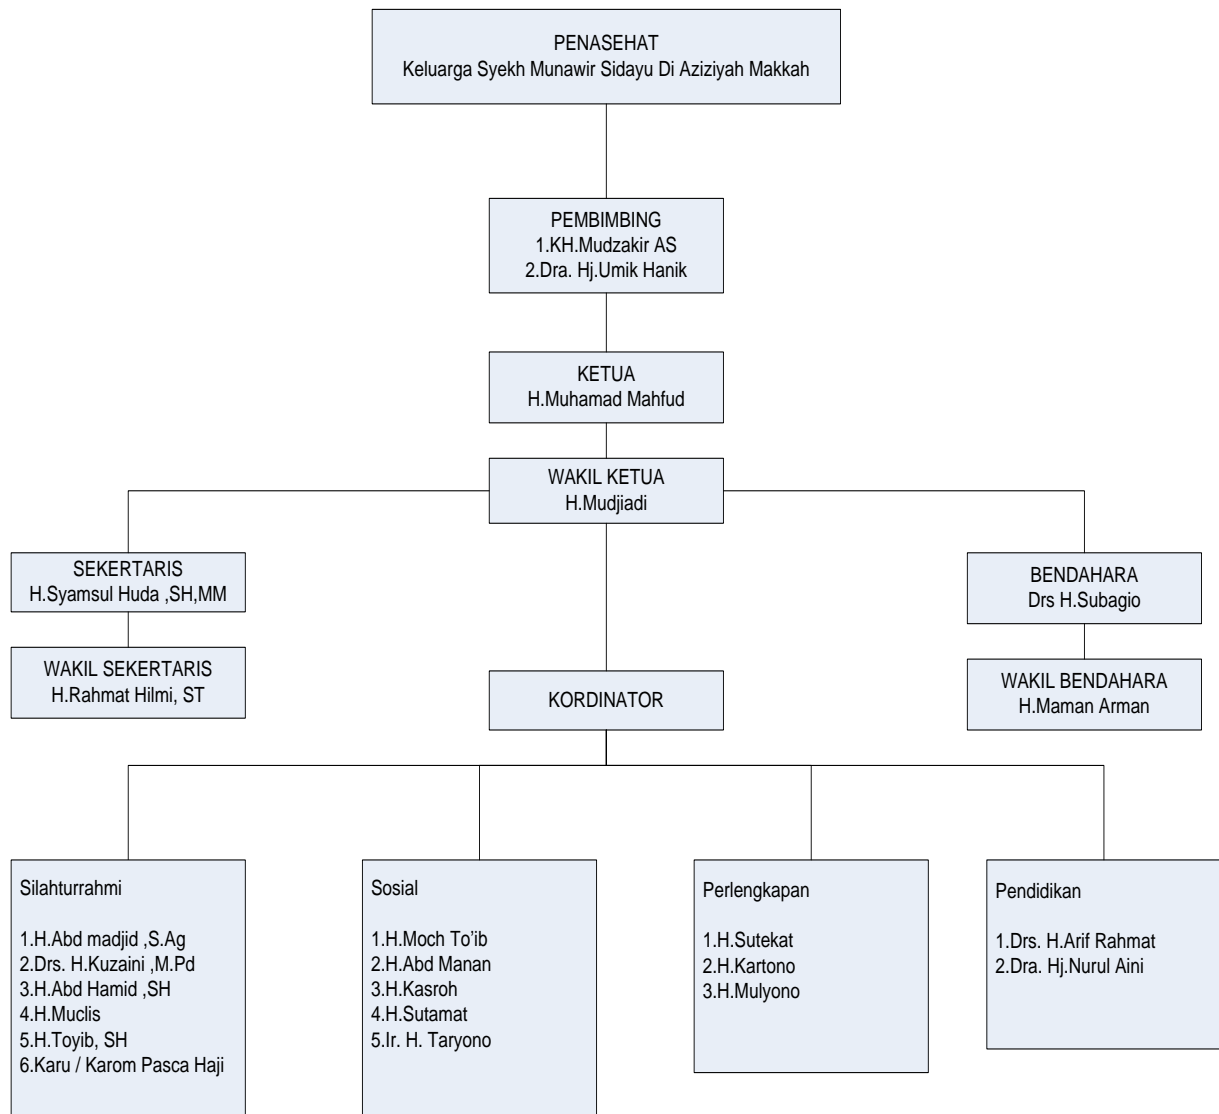 PENASEHAT
Keluarga Syekh Munawir Sidayu Di Aziziyah Makkah
PEMBIMBING
1.KH.Mudzakir AS
2.Dra. Hj.Umik Hanik
KETUA
H.Muhamad Mahfud
WAKIL KETUA
H.Mudjiadi
SEKERTARIS
H.Syamsul Huda ,SH,MM
BENDAHARA
Drs H.Subagio
WAKIL SEKERTARIS
H.Rahmat Hilmi, ST
KORDINATOR
WAKIL BENDAHARA
H.Maman Arman
Silahturrahmi
1.H.Abd madjid ,S.Ag
2.Drs. H.Kuzaini ,M.Pd
3.H.Abd Hamid ,SH
4.H.Muclis
5.H.Toyib, SH
6.Karu / Karom Pasca Haji
Sosial
1.H.Moch To’ib
2.H.Abd Manan
3.H.Kasroh
4.H.Sutamat
5.Ir. H. Taryono
Perlengkapan
1.H.Sutekat
2.H.Kartono
3.H.Mulyono
Pendidikan
1.Drs. H.Arif Rahmat
2.Dra. Hj.Nurul Aini